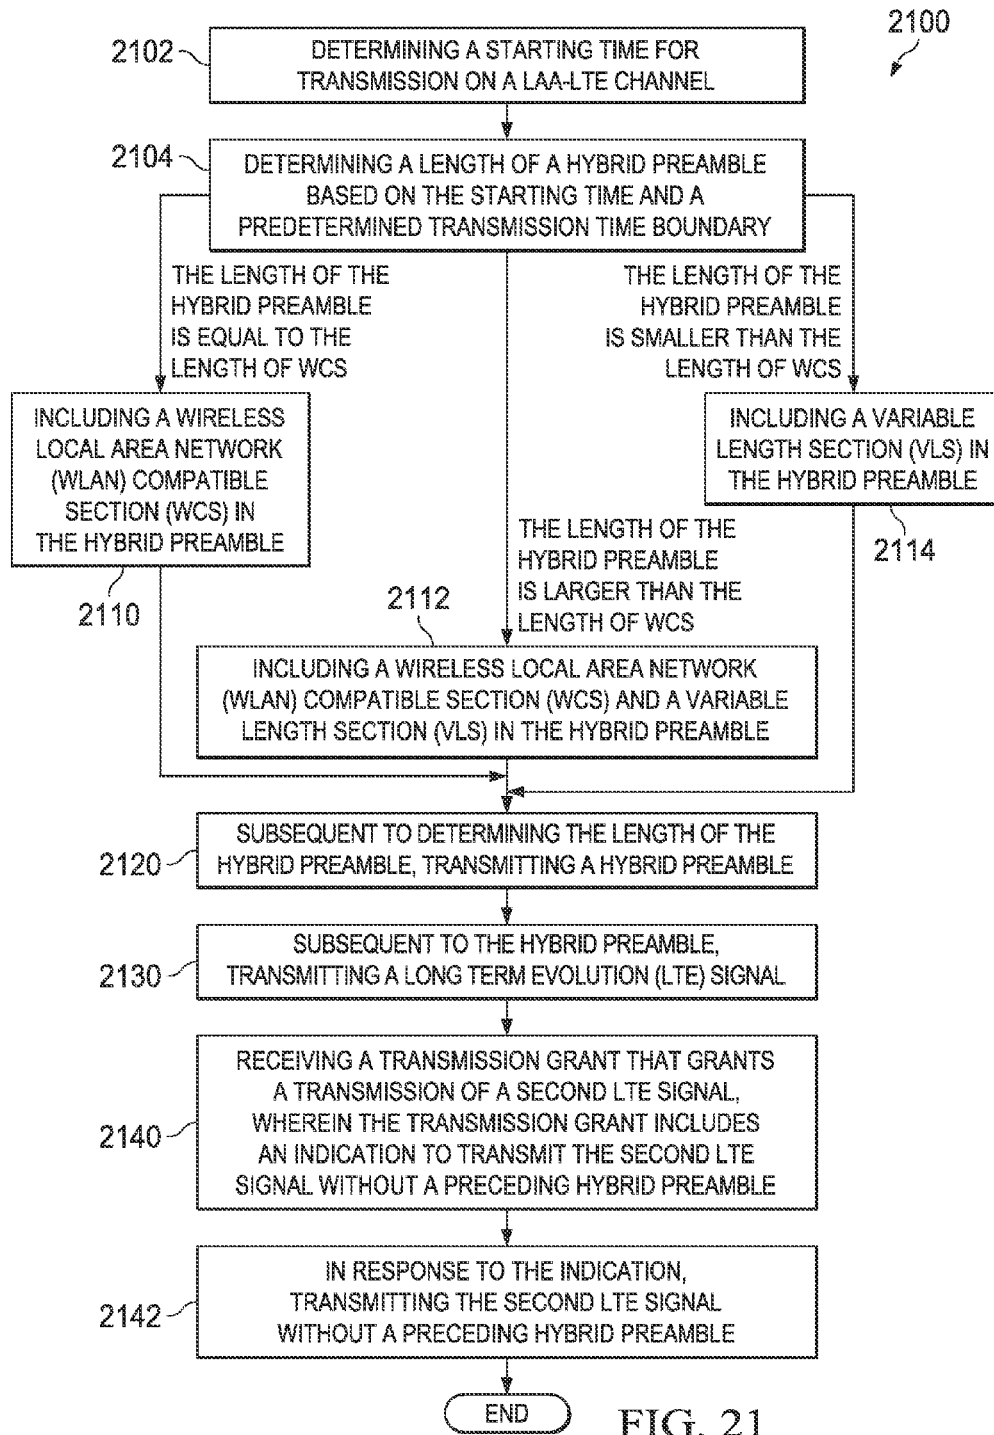 2100
2102
DETERMINING A STARTING TIME FOR
TRANSMISSION ON A LAA-LTE CHANNEL
2104
DETERMINING A LENGTH OF A HYBRID PREAMBLE
BASED ON THE STARTING TIME AND A
PREDETERMINED TRANSMISSION TIME BOUNDARY
THE LENGTH OF THE
HYBRID PREAMBLE
IS EQUAL TO THE
LENGTH OF WCS
THE LENGTH OF THE
HYBRID PREAMBLE
IS SMALLER THAN THE
LENGTH OF WCS
INCLUDING A WIRELESS
LOCAL AREA NETWORK
(WLAN) COMPATIBLE
SECTION (WCS) IN
THE HYBRID PREAMBLE
2110
INCLUDING A VARIABLE
LENGTH SECTION (VLS) IN
THE HYBRID PREAMBLE
2114
THE LENGTH OF THE
HYBRID PREAMBLE
IS LARGER THAN THE
LENGTH OF WCS
2112
INCLUDING A WIRELESS LOCAL AREA NETWORK
(WLAN) COMPATIBLE SECTION (WCS) AND A VARIABLE
LENGTH SECTION (VLS) IN THE HYBRID PREAMBLE
2120
SUBSEQUENT TO DETERMINING THE LENGTH OF THE
HYBRID PREAMBLE, TRANSMITTING A HYBRID PREAMBLE
2130
SUBSEQUENT TO THE HYBRID PREAMBLE,
TRANSMITTING A LONG TERM EVOLUTION (LTE) SIGNAL
2140
RECEIVING A TRANSMISSION GRANT THAT GRANTS
A TRANSMISSION OF A SECOND LTE SIGNAL,
WHEREIN THE TRANSMISSION GRANT INCLUDES
AN INDICATION TO TRANSMIT THE SECOND LTE
SIGNAL WITHOUT A PRECEDING HYBRID PREAMBLE
2142
IN RESPONSE TO THE INDICATION,
TRANSMITTING THE SECOND LTE SIGNAL
WITHOUT A PRECEDING HYBRID PREAMBLE
END
FIG. 21